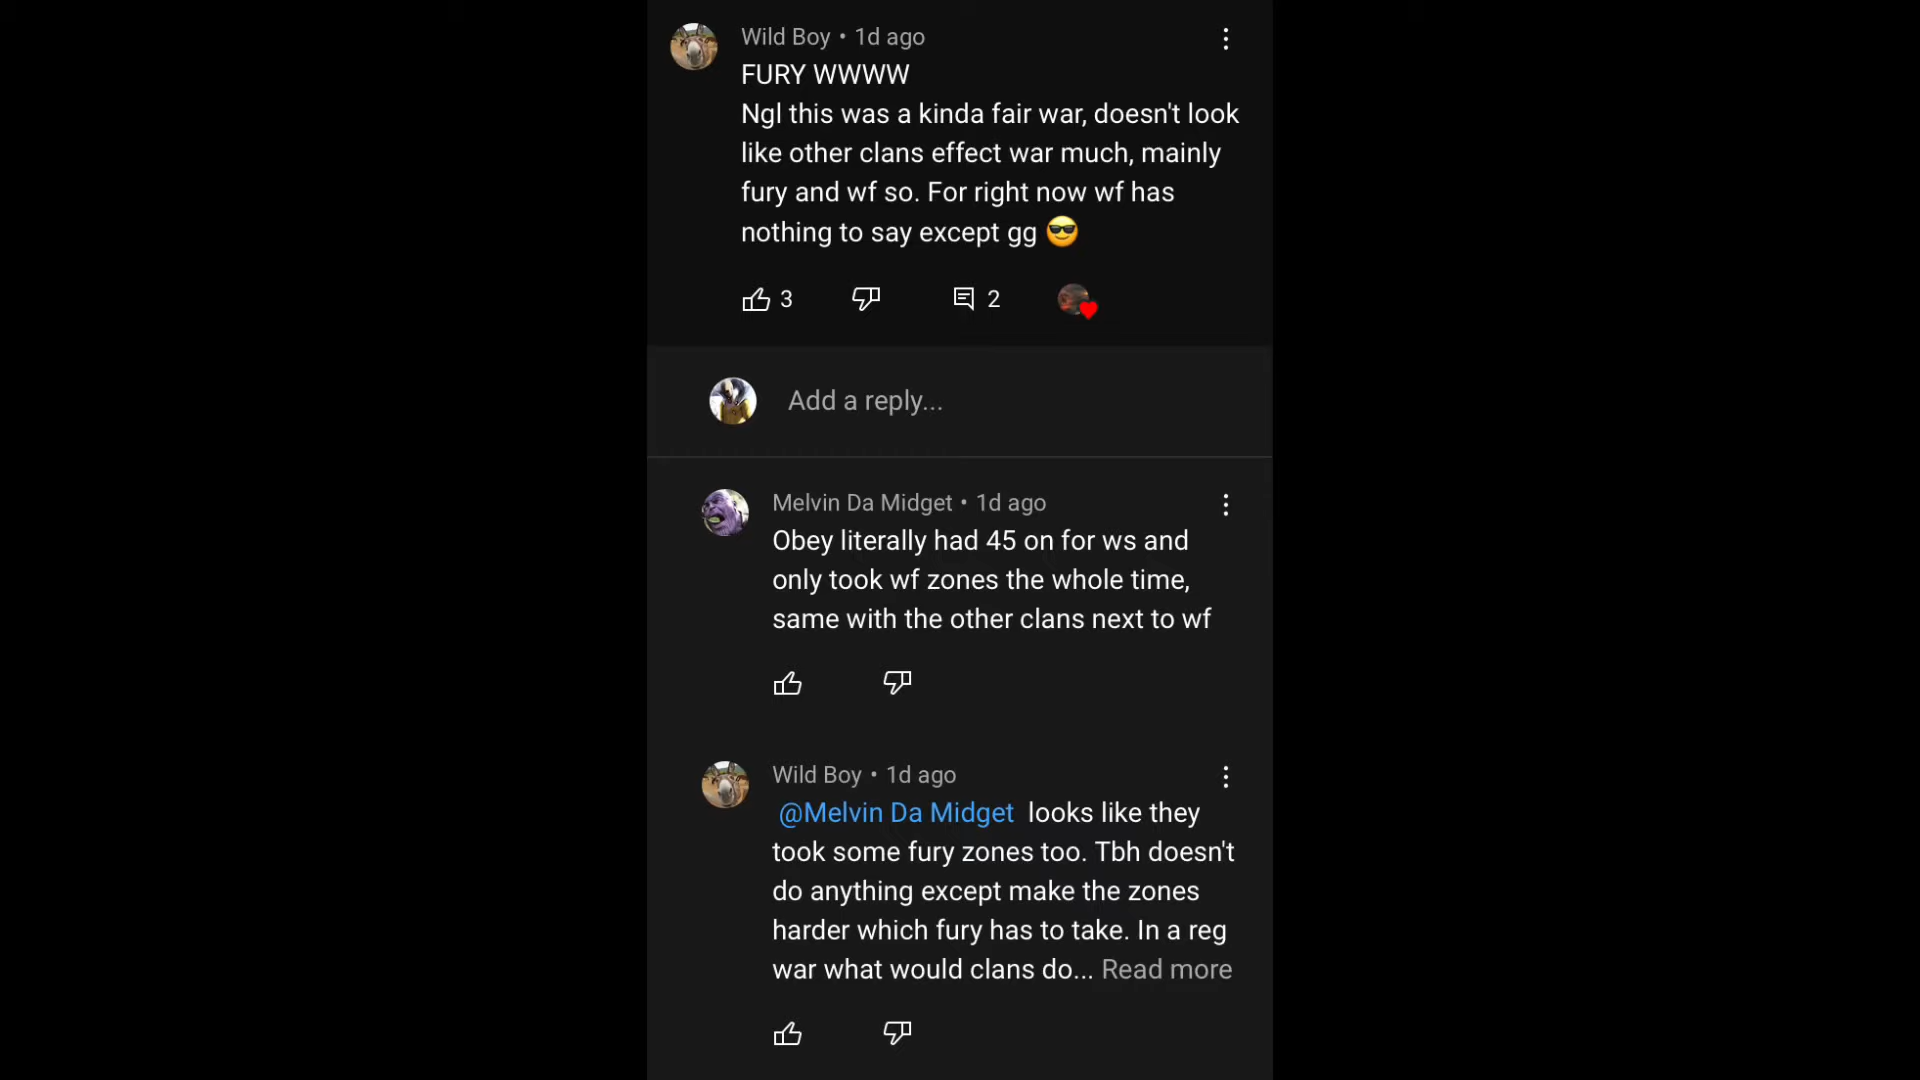 Wild Boy • 1d ago
FURY WWWW
Ngl this was a kinda fair war, doesn't look
like other clans effect war much, mainly
fury and wf so. For right now wf has
nothing to say except gg 😎
3 2
Add a reply...
Melvin Da Midget • 1d ago
Obey literally had 45 on for ws and
only took wf zones the whole time,
same with the other clans next to wf
Wild Boy • 1d ago
@Melvin Da Midget looks like they
took some fury zones too. Tbh doesn't
do anything except make the zones
harder which fury has to take. In a reg
war what would clans do... Read more